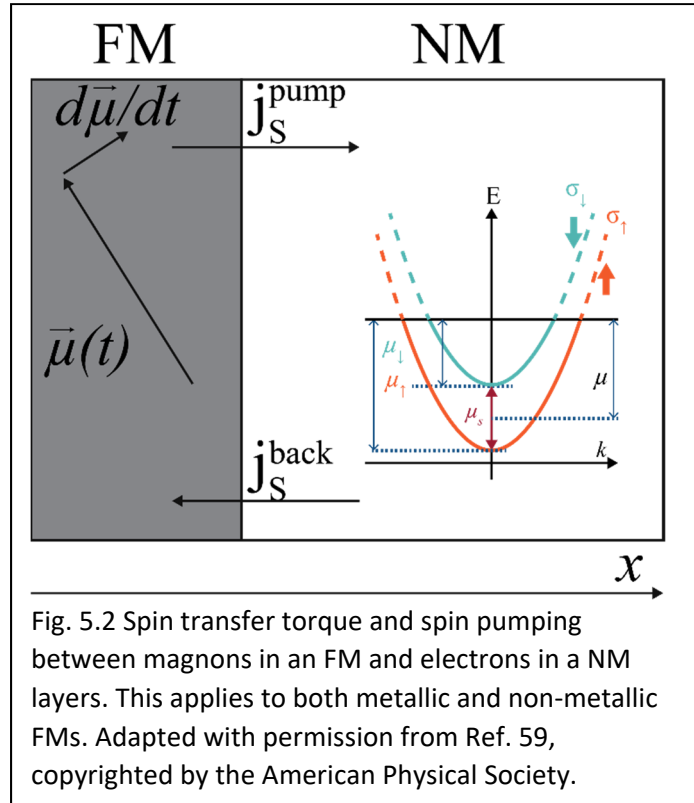 FM NM
dμ⃗/dt
j_S^pump
E
σ↓
σ↑
μ⃗(t)
μ↓
μ↑
μ
μ_s
j_S^back
k
x
Fig. 5.2 Spin transfer torque and spin pumping
between magnons in an FM and electrons in a NM
layers. This applies to both metallic and non-metallic
FMs. Adapted with permission from Ref. 59,
copyrighted by the American Physical Society.